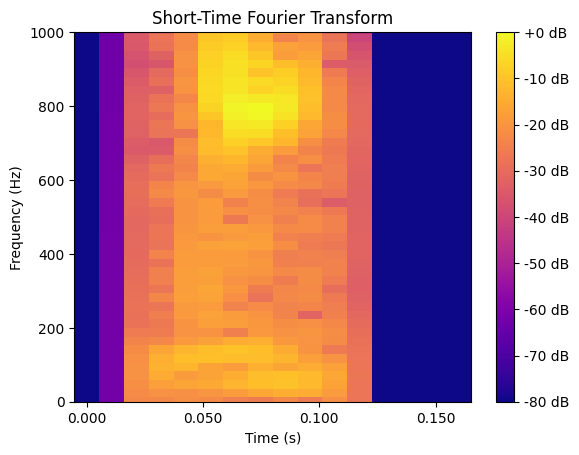 Short-Time Fourier Transform
1000
800
600
400
200
0
Frequency (Hz)
0.000
0.050
0.100
0.150
Time (s)
+0 dB
-10 dB
-20 dB
-30 dB
-40 dB
-50 dB
-60 dB
-70 dB
-80 dB